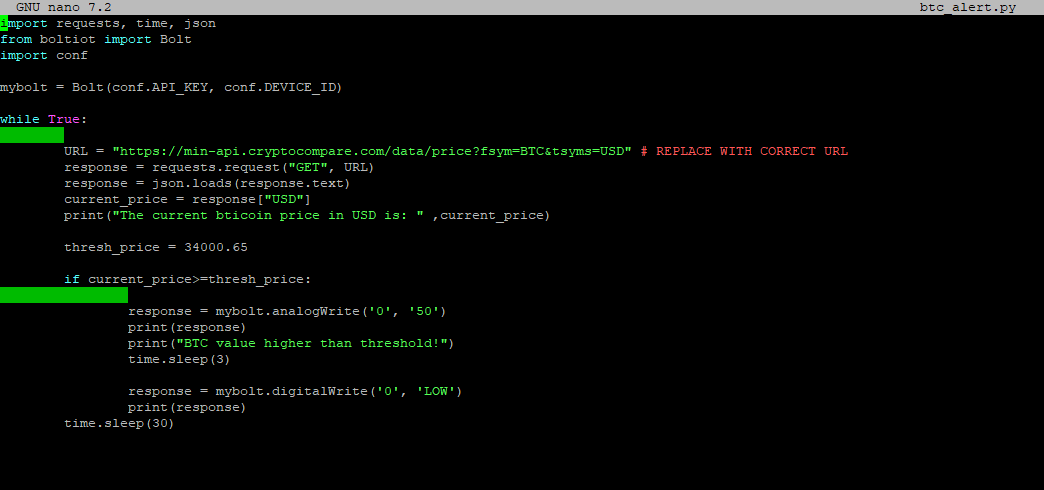 GNU nano 7.2 btc_alert.py
import requests, time, json
from boltiot import Bolt
import conf
mybolt = Bolt(conf.API_KEY, conf.DEVICE_ID)
while True:
URL = "https://min-api.cryptocompare.com/data/price?fsym=BTC&tsyms=USD" # REPLACE WITH CORRECT URL
response = requests.request("GET", URL)
response = json.loads(response.text)
current_price = response["USD"]
print("The current bticoin price in USD is: " ,current_price)
thresh_price = 34000.65
if current_price>=thresh_price:
response = mybolt.analogWrite('0', '50')
print(response)
print("BTC value higher than threshold!")
time.sleep(3)
response = mybolt.digitalWrite('0', 'LOW')
print(response)
time.sleep(30)